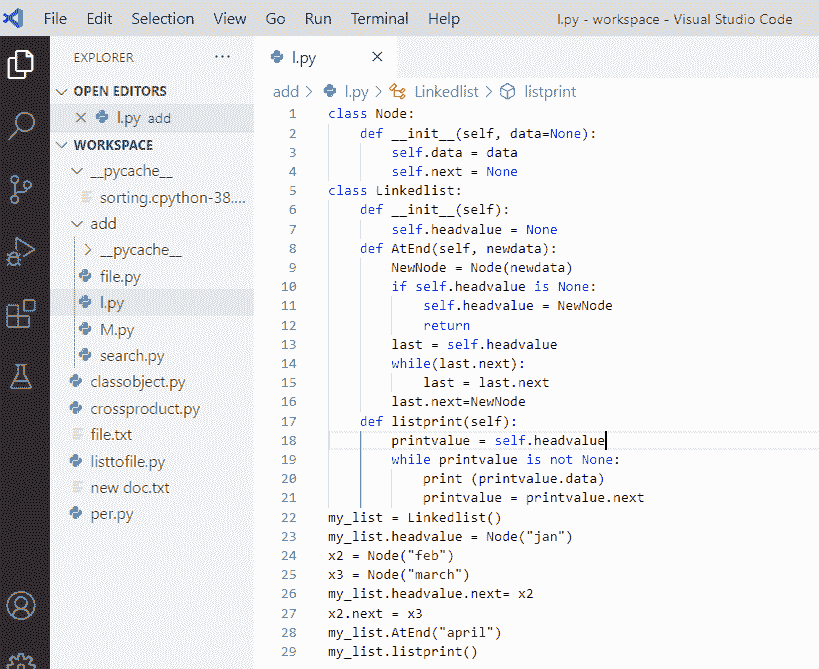 File Edit Selection View Go Run Terminal Help l.py - workspace - Visual Studio Code
EXPLORER ...
OPEN EDITORS
l.py add
WORKSPACE
__pycache__
sorting.cpython-38....
add
__pycache__
file.py
l.py
M.py
search.py
classobject.py
crossproduct.py
file.txt
listtofile.py
new doc.txt
per.py
l.py
add > l.py > Linkedlist > listprint
1 class Node:
2     def __init__(self, data=None):
3         self.data = data
4         self.next = None
5 class Linkedlist:
6     def __init__(self):
7         self.headvalue = None
8     def AtEnd(self, newdata):
9         NewNode = Node(newdata)
10         if self.headvalue is None:
11             self.headvalue = NewNode
12             return
13         last = self.headvalue
14         while(last.next):
15             last = last.next
16         last.next=NewNode
17     def listprint(self):
18         printvalue = self.headvalue
19         while printvalue is not None:
20             print (printvalue.data)
21             printvalue = printvalue.next
22 my_list = Linkedlist()
23 my_list.headvalue = Node("jan")
24 x2 = Node("feb")
25 x3 = Node("march")
26 my_list.headvalue.next= x2
27 x2.next = x3
28 my_list.AtEnd("april")
29 my_list.listprint()